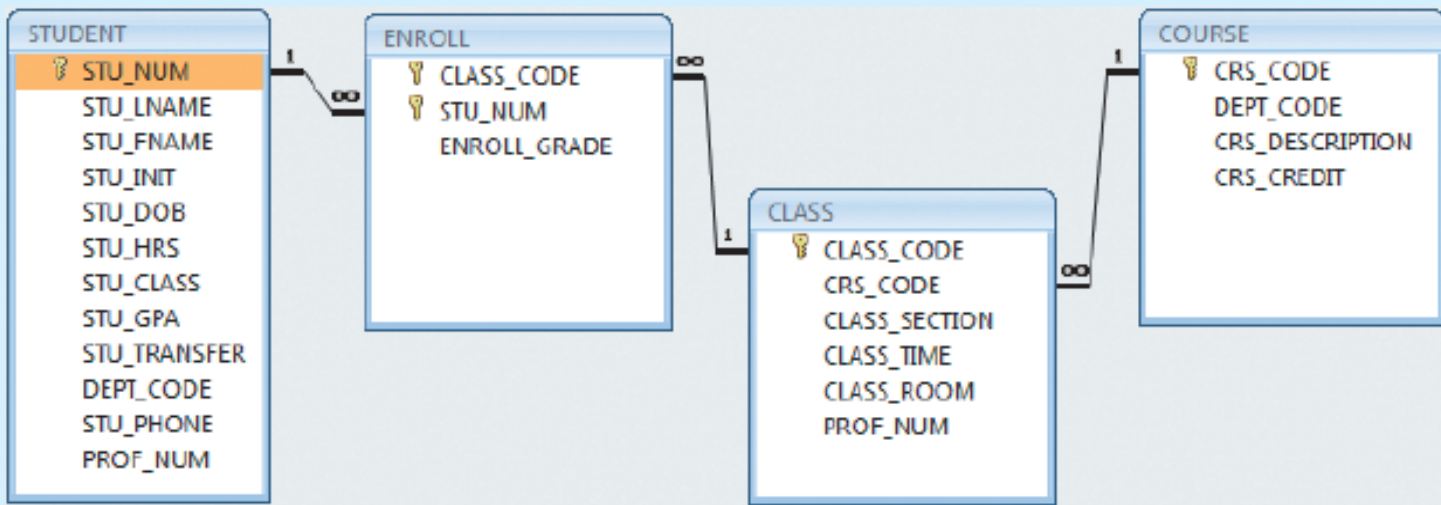 STUDENT
STU_NUM
STU_LNAME
STU_FNAME
STU_INIT
STU_DOB
STU_HRS
STU_CLASS
STU_GPA
STU_TRANSFER
DEPT_CODE
STU_PHONE
PROF_NUM
1
∞
ENROLL
CLASS_CODE
STU_NUM
ENROLL_GRADE
∞
1
CLASS
CLASS_CODE
CRS_CODE
CLASS_SECTION
CLASS_TIME
CLASS_ROOM
PROF_NUM
∞
1
COURSE
CRS_CODE
DEPT_CODE
CRS_DESCRIPTION
CRS_CREDIT